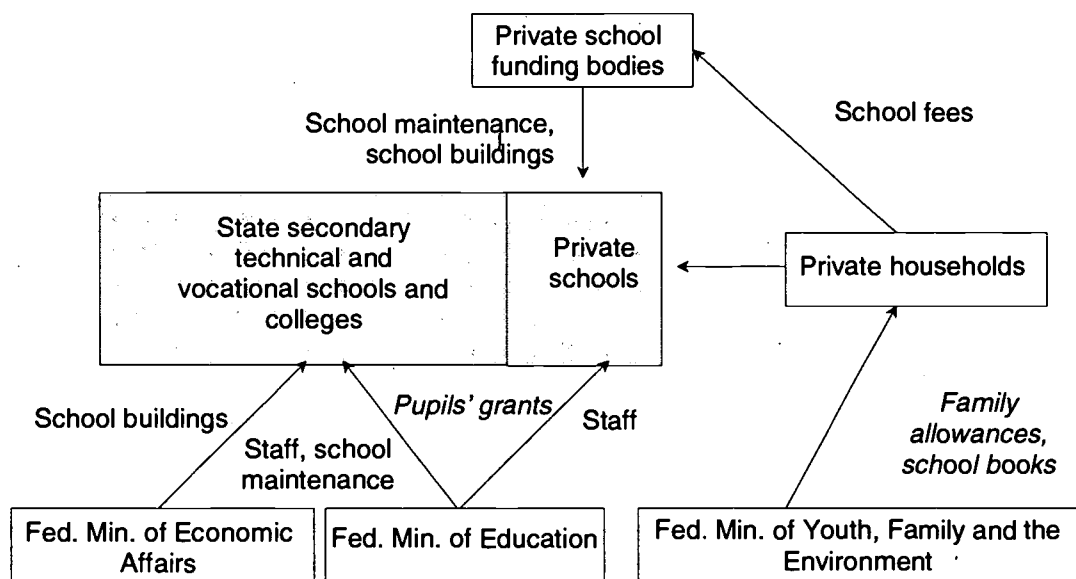 Private school
funding bodies
School fees
School maintenance,
school buildings
State secondary
technical and
vocational schools and
colleges
Private
schools
Private households
School buildings
Pupils' grants
Staff
Staff, school
maintenance
Family
allowances,
school books
Fed. Min. of Economic
Affairs
Fed. Min. of Education
Fed. Min. of Youth, Family and the
Environment